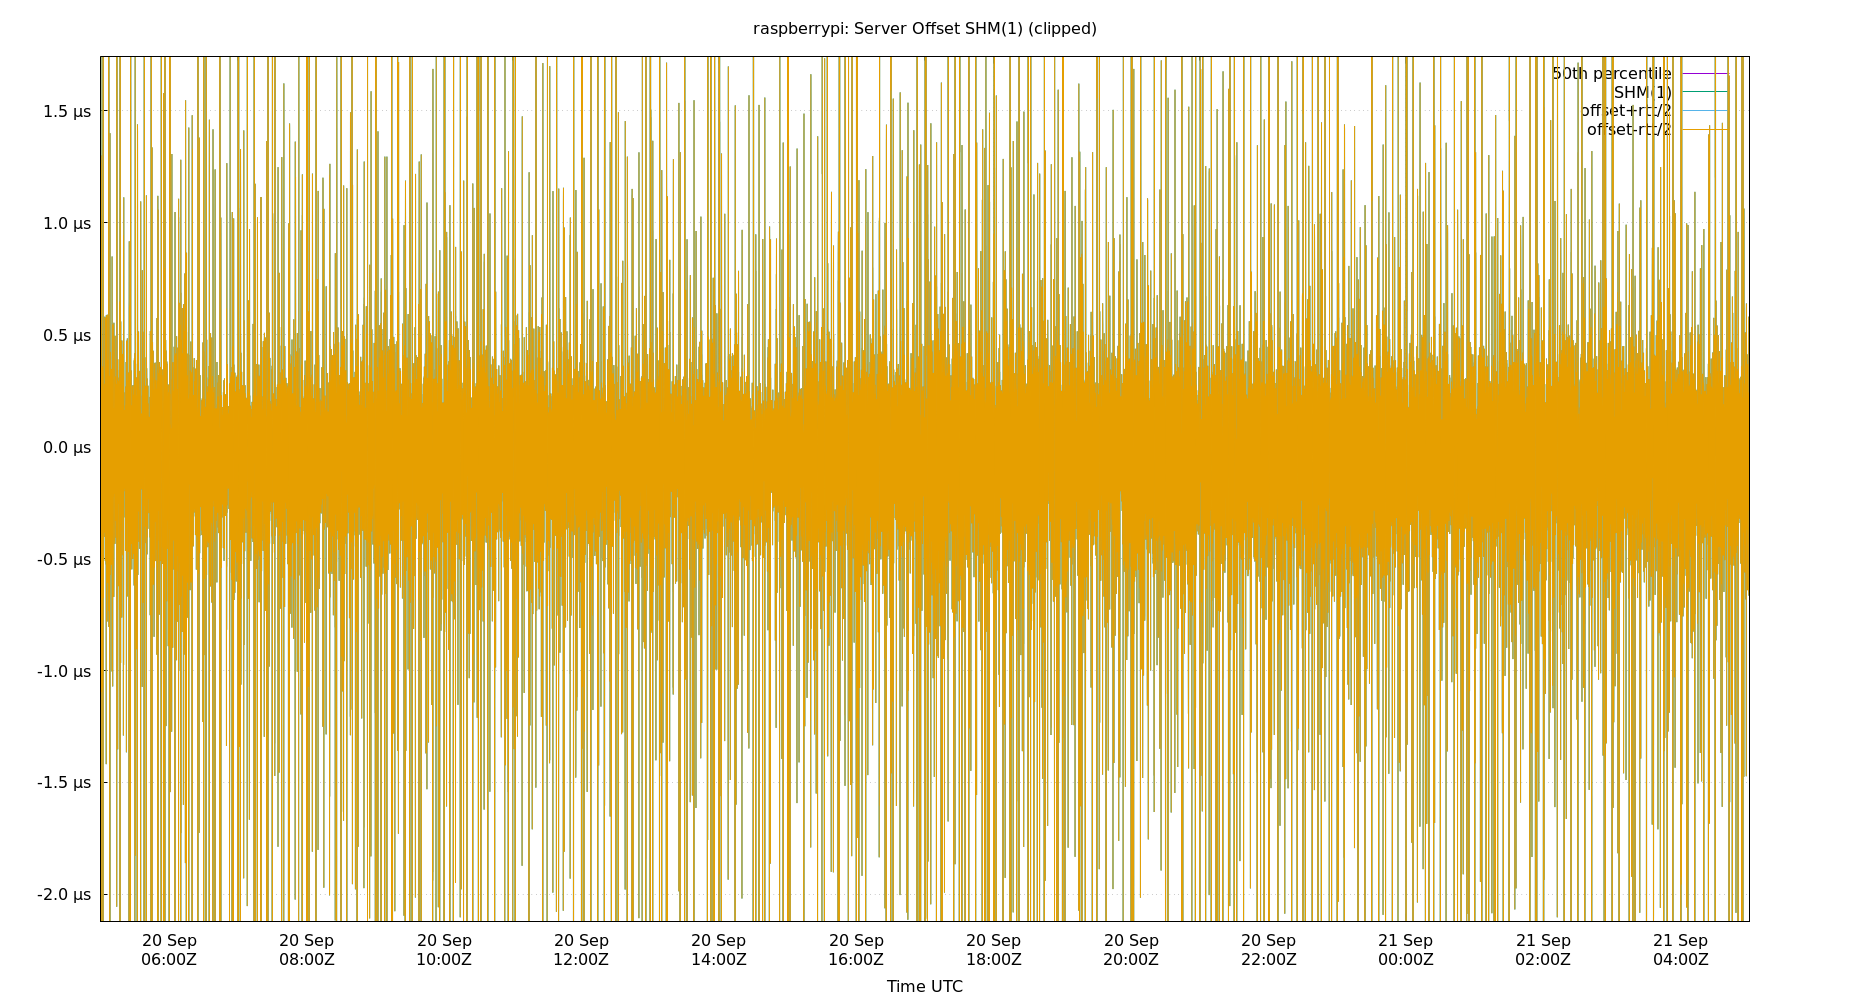 raspberrypi: Server Offset SHM(1) (clipped)
50th percentile
SHM(1)
offset+rtt/2
offset-rtt/2
1.5 µs
1.0 µs
0.5 µs
0.0 µs
-0.5 µs
-1.0 µs
-1.5 µs
-2.0 µs
20 Sep 20 Sep 20 Sep 20 Sep 20 Sep 20 Sep 20 Sep 20 Sep 20 Sep 21 Sep 21 Sep 21 Sep
06:00Z 08:00Z 10:00Z 12:00Z 14:00Z 16:00Z 18:00Z 20:00Z 22:00Z 00:00Z 02:00Z 04:00Z
Time UTC